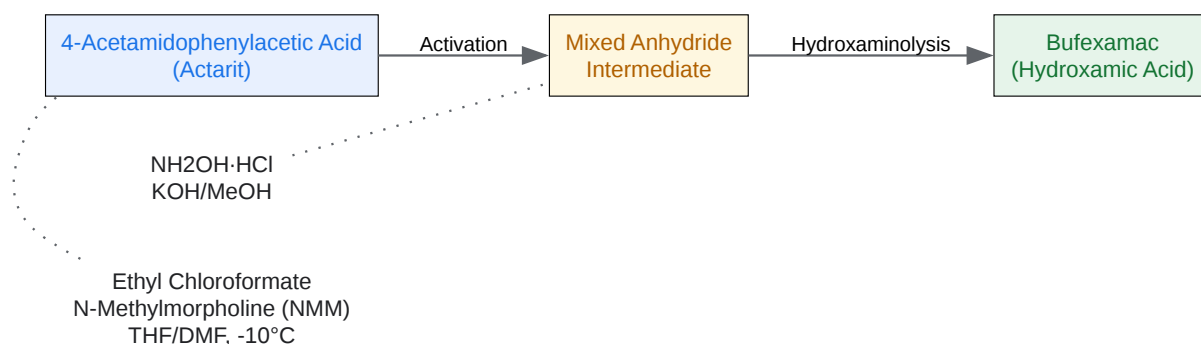 4-Acetamidophenylacetic Acid
(Actarit)
Activation
Mixed Anhydride
Intermediate
Hydroxaminolysis
Bufexamac
(Hydroxamic Acid)
NH2OH·HCl
KOH/MeOH
Ethyl Chloroformate
N-Methylmorpholine (NMM)
THF/DMF, -10°C